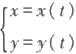 x = x ( t )
y = y ( t )